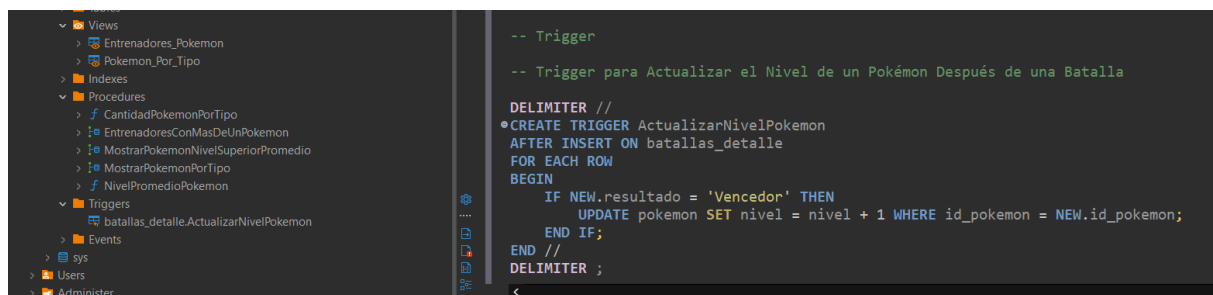 Views
Entrenadores_Pokemon
Pokemon_Por_Tipo
Indexes
Procedures
CantidadPokemonPorTipo
EntrenadoresConMasDeUnPokemon
MostrarPokemonNivelSuperiorPromedio
MostrarPokemonPorTipo
NivelPromedioPokemon
Triggers
batallas_detalle.ActualizarNivelPokemon
Events
sys
Users
Administer
-- Trigger
-- Trigger para Actualizar el Nivel de un Pokémon Después de una Batalla
DELIMITER //
CREATE TRIGGER ActualizarNivelPokemon
AFTER INSERT ON batallas_detalle
FOR EACH ROW
BEGIN
IF NEW.resultado = 'Vencedor' THEN
UPDATE pokemon SET nivel = nivel + 1 WHERE id_pokemon = NEW.id_pokemon;
END IF;
END //
DELIMITER ;